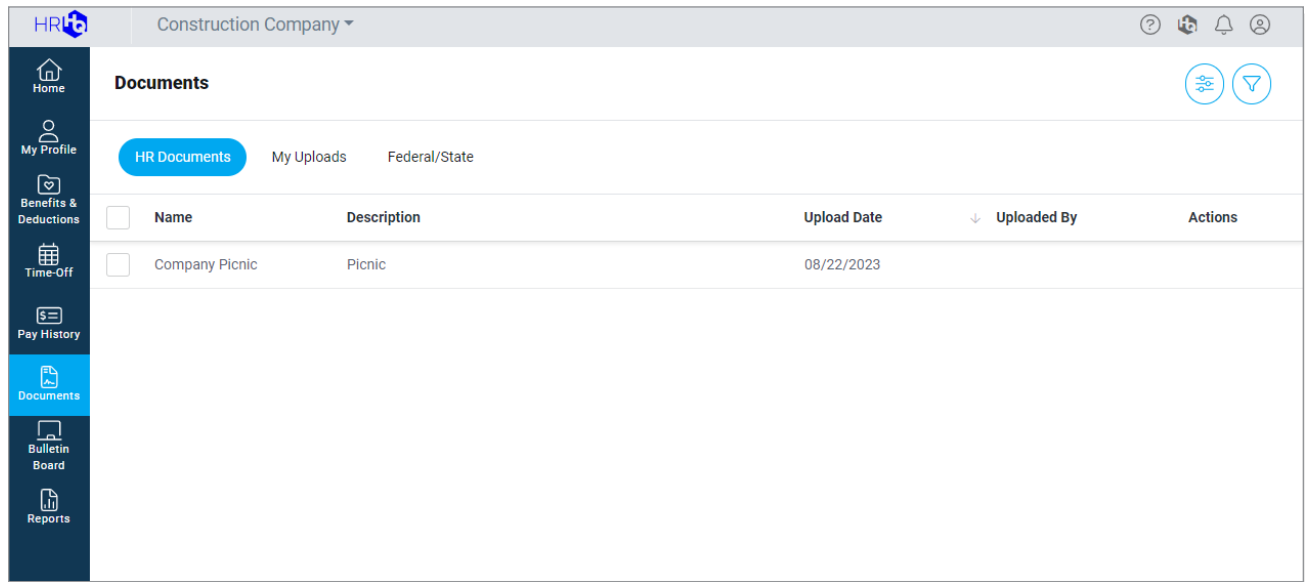 HRHQ Construction Company
Home
My Profile
Benefits &
Deductions
Time-Off
Pay History
Documents
Bulletin
Board
Reports
Documents
HR Documents My Uploads Federal/State
Name Description Upload Date Uploaded By Actions
Company Picnic Picnic 08/22/2023